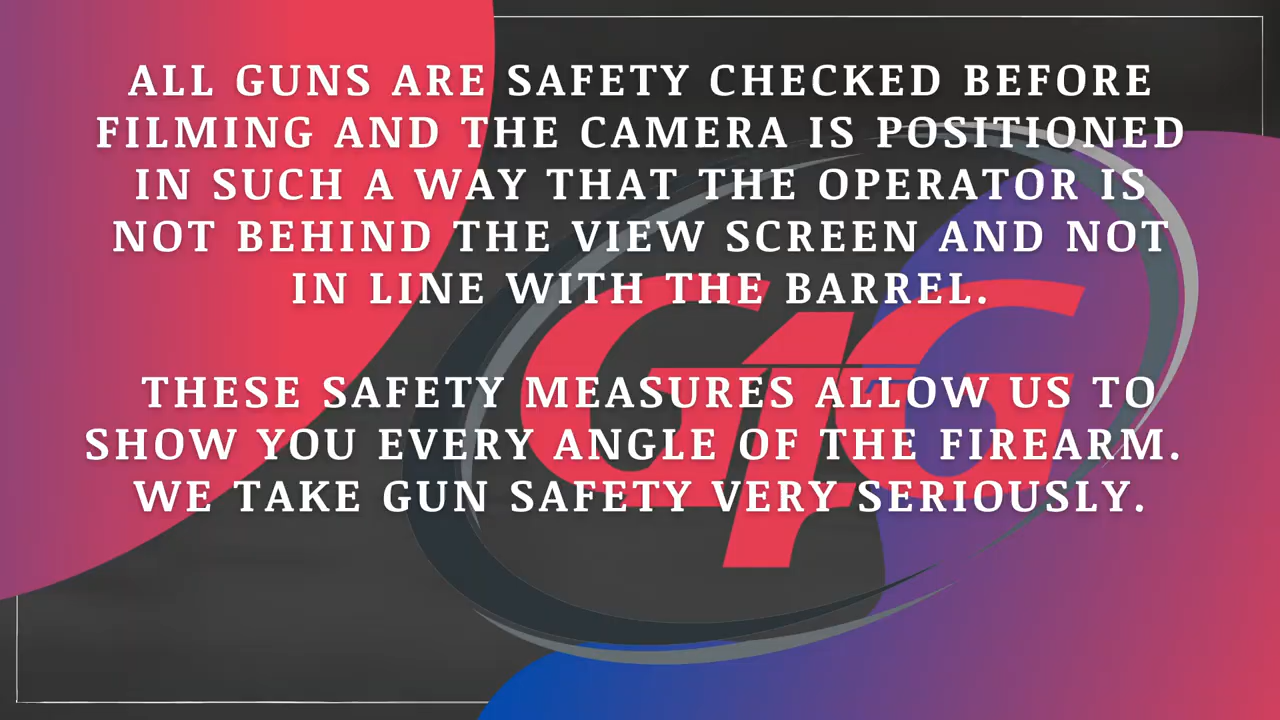 ALL GUNS ARE SAFETY CHECKED BEFORE
FILMING AND THE CAMERA IS POSITIONED
IN SUCH A WAY THAT THE OPERATOR IS
NOT BEHIND THE VIEW SCREEN AND NOT
IN LINE WITH THE BARREL.
THESE SAFETY MEASURES ALLOW US TO
SHOW YOU EVERY ANGLE OF THE FIREARM.
WE TAKE GUN SAFETY VERY SERIOUSLY.
G1G